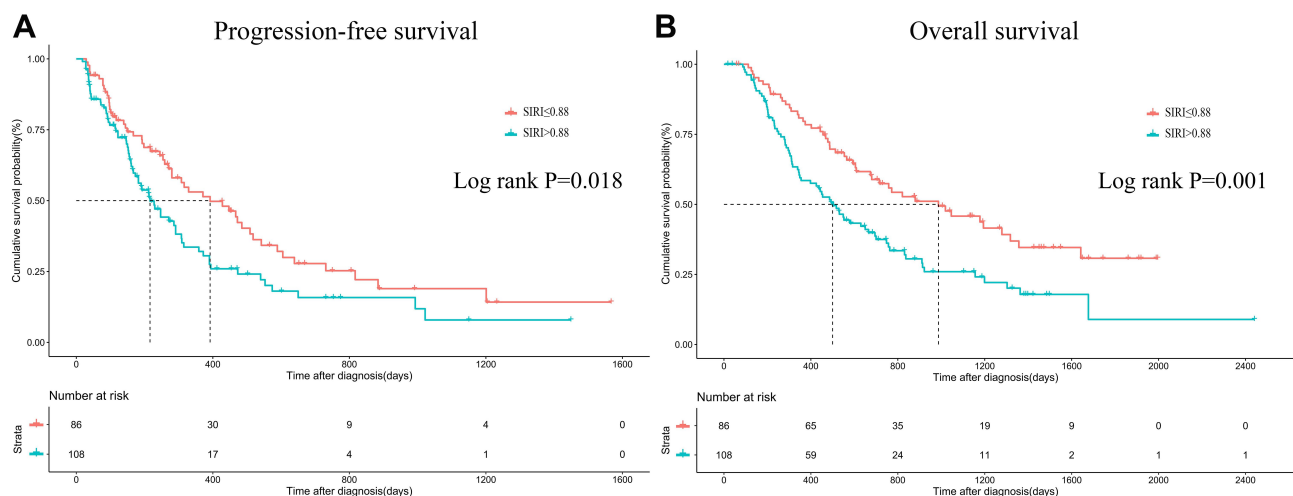 A
Progression-free survival
1.00
0.75
0.50
0.25
0.00
Cumulative survival probability(%)
SIRI≤0.88
SIRI>0.88
Log rank P=0.018
0 400 800 1200 1600
Time after diagnosis(days)
Number at risk
Strata
86 30 9 4 0
108 17 4 1 0
0 400 800 1200 1600
Time after diagnosis(days)
B
Overall survival
1.00
0.75
0.50
0.25
0.00
Cumulative survival probability(%)
SIRI≤0.88
SIRI>0.88
Log rank P=0.001
0 400 800 1200 1600 2000 2400
Time after diagnosis(days)
Number at risk
Strata
86 65 35 19 9 0 0
108 59 24 11 2 1 1
0 400 800 1200 1600 2000 2400
Time after diagnosis(days)